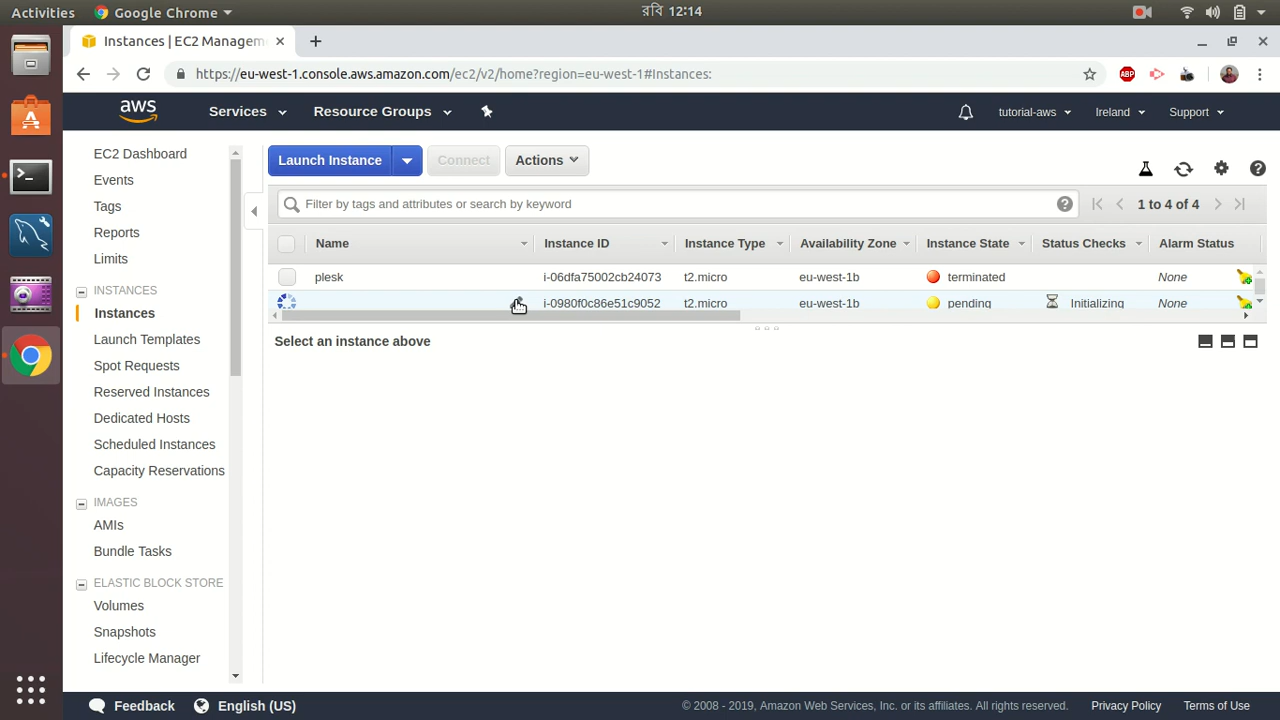 Activities Google Chrome রবি 12:14
Instances | EC2 Managem
https://eu-west-1.console.aws.amazon.com/ec2/v2/home?region=eu-west-1#Instances:
ABP
aws Services Resource Groups tutorial-aws Ireland Support
EC2 Dashboard
Events
Tags
Reports
Limits
INSTANCES
Instances
Launch Templates
Spot Requests
Reserved Instances
Dedicated Hosts
Scheduled Instances
Capacity Reservations
IMAGES
AMIs
Bundle Tasks
ELASTIC BLOCK STORE
Volumes
Snapshots
Lifecycle Manager
Launch Instance Connect Actions
Filter by tags and attributes or search by keyword 1 to 4 of 4
Name Instance ID Instance Type Availability Zone Instance State Status Checks Alarm Status
plesk i-06dfa75002cb24073 t2.micro eu-west-1b terminated None
i-0980f0c86e51c9052 t2.micro eu-west-1b pending Initializing None
Select an instance above
Feedback English (US) © 2008 - 2019, Amazon Web Services, Inc. or its affiliates. All rights reserved. Privacy Policy Terms of Use